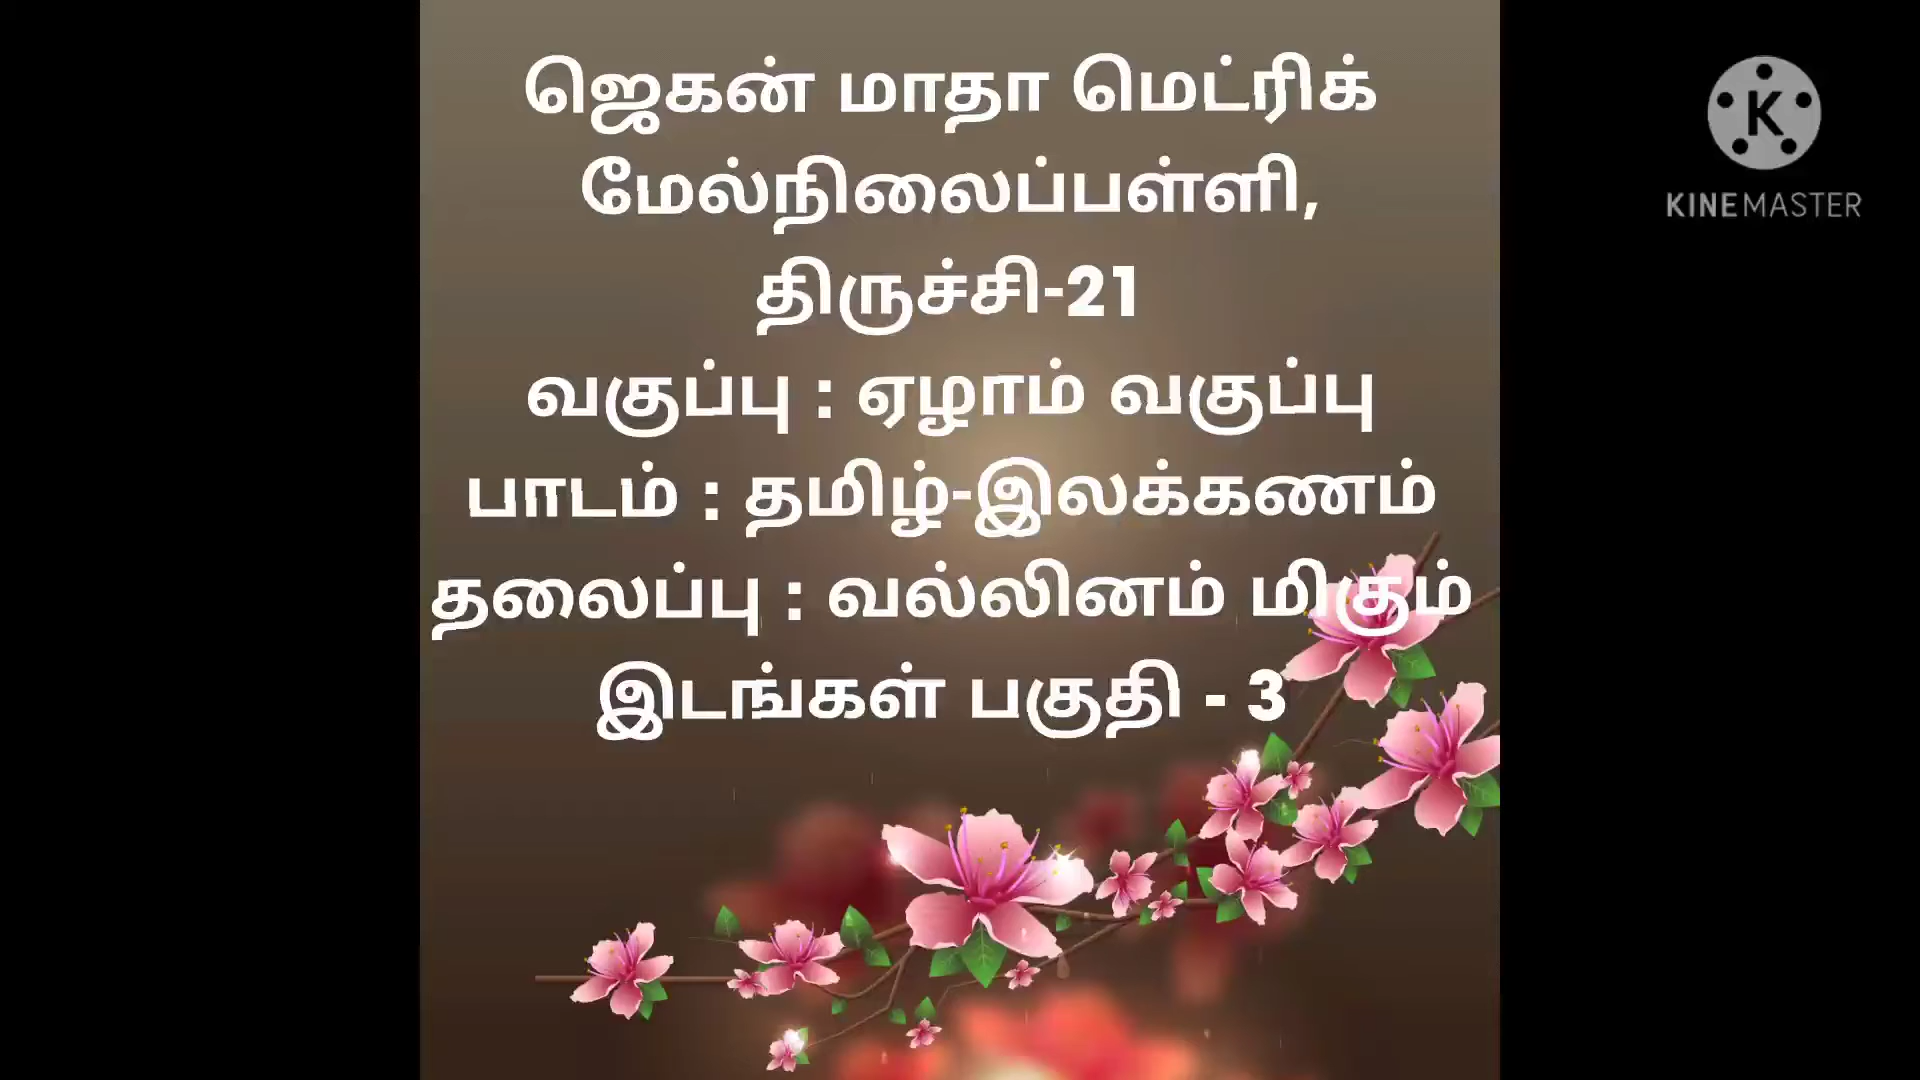 ஜெகன் மாதா மெட்ரிக்
மேல்நிலைப்பள்ளி,
திருச்சி-21
வகுப்பு : ஏழாம் வகுப்பு
பாடம் : தமிழ்-இலக்கணம்
தலைப்பு : வல்லினம் மிகும்
இடங்கள் பகுதி - 3
K
KINEMASTER